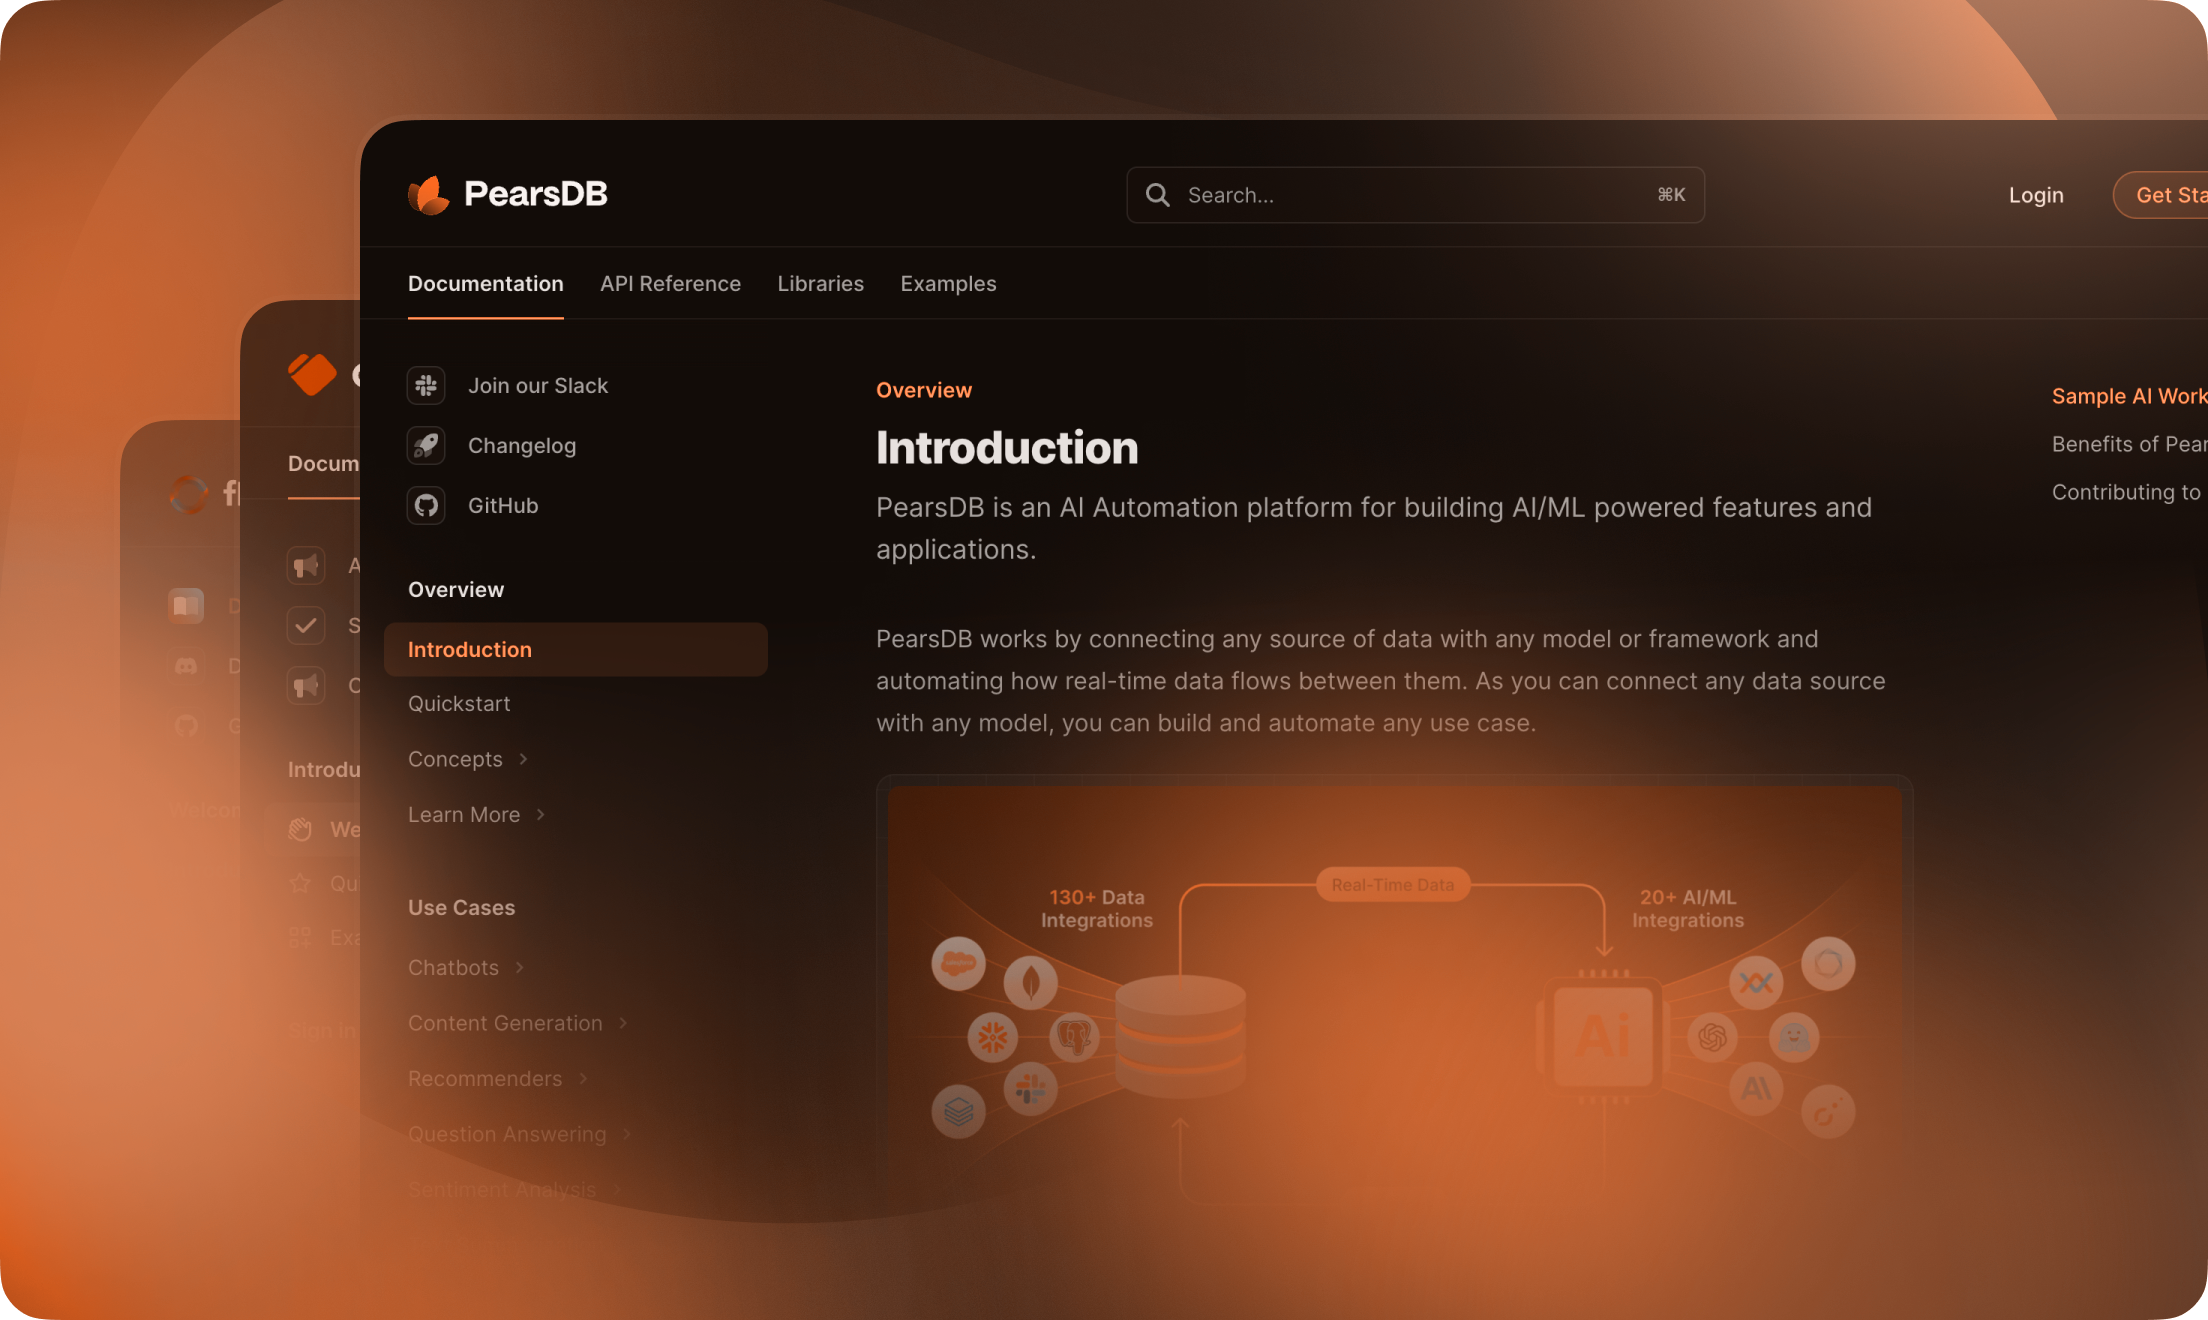 PearsDB
Search...
⌘K
Login
Get Sta
Documentation
API Reference
Libraries
Examples
Join our Slack
Changelog
GitHub
Overview
Introduction
Quickstart
Concepts
Learn More
Use Cases
Chatbots
Content Generation
Recommenders
Question Answering
Sentiment Analysis
Overview
Introduction
PearsDB is an AI Automation platform for building AI/ML powered features and
applications.
PearsDB works by connecting any source of data with any model or framework and
automating how real-time data flows between them. As you can connect any data source
with any model, you can build and automate any use case.
130+ Data
Integrations
Real-Time Data
20+ AI/ML
Integrations
Ai
Sample AI Work
Benefits of Pear
Contributing to
Docum
A
S
C
Introdu
We
Qui
Exa
Sign in
D
D
G
Welcom